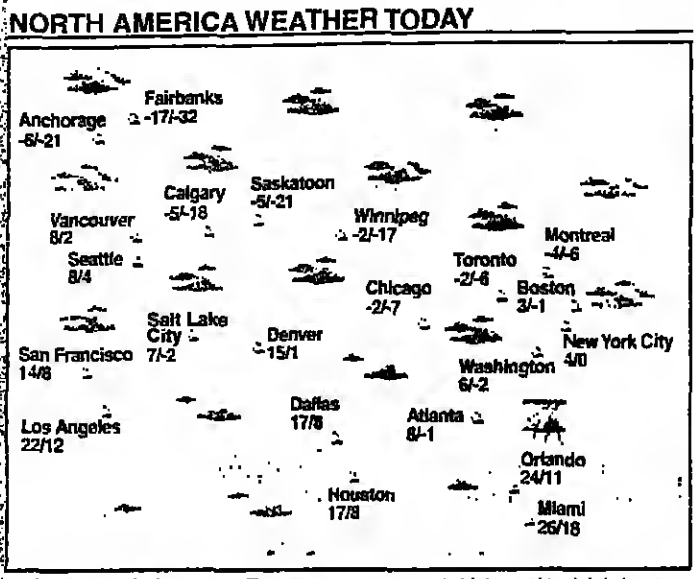 NORTH AMERICA WEATHER TODAY
Fairbanks
-17/-32
Anchorage
-6/-21
Calgary
-5/-18
Saskatoon
-5/-21
Vancouver
8/2
Winnipeg
-2/-17
Montreal
-4/-6
Seattle
8/4
Toronto
-2/-6
Chicago
-2/-7
Boston
3/-1
Salt Lake
City
7/-2
Denver
15/1
New York City
4/0
San Francisco
14/8
Washington
6/-2
Los Angeles
22/12
Dallas
17/8
Atlanta
8/-1
Orlando
24/11
Houston
17/8
Miami
26/18